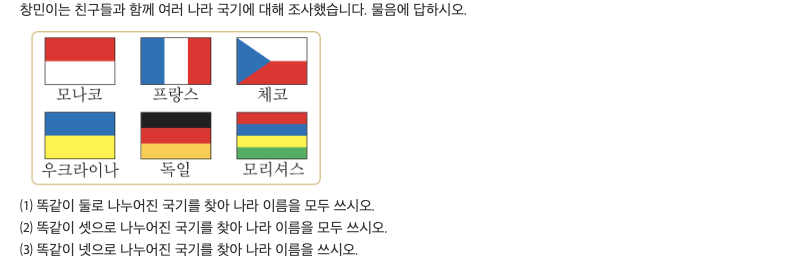 창민이는 친구들과 함께 여러 나라 국기에 대해 조사했습니다. 물음에 답하시오.
모나코 프랑스 체코
우크라이나 독일 모리셔스
(1) 똑같이 둘로 나누어진 국기를 찾아 나라 이름을 모두 쓰시오.
(2) 똑같이 셋으로 나누어진 국기를 찾아 나라 이름을 모두 쓰시오.
(3) 똑같이 넷으로 나누어진 국기를 찾아 나라 이름을 쓰시오.